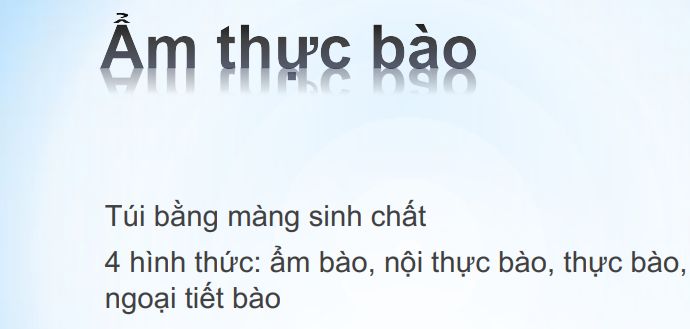 Ẩm thực bào
Túi bằng màng sinh chất
4 hình thức: ẩm bào, nội thực bào, thực bào,
ngoại tiết bào